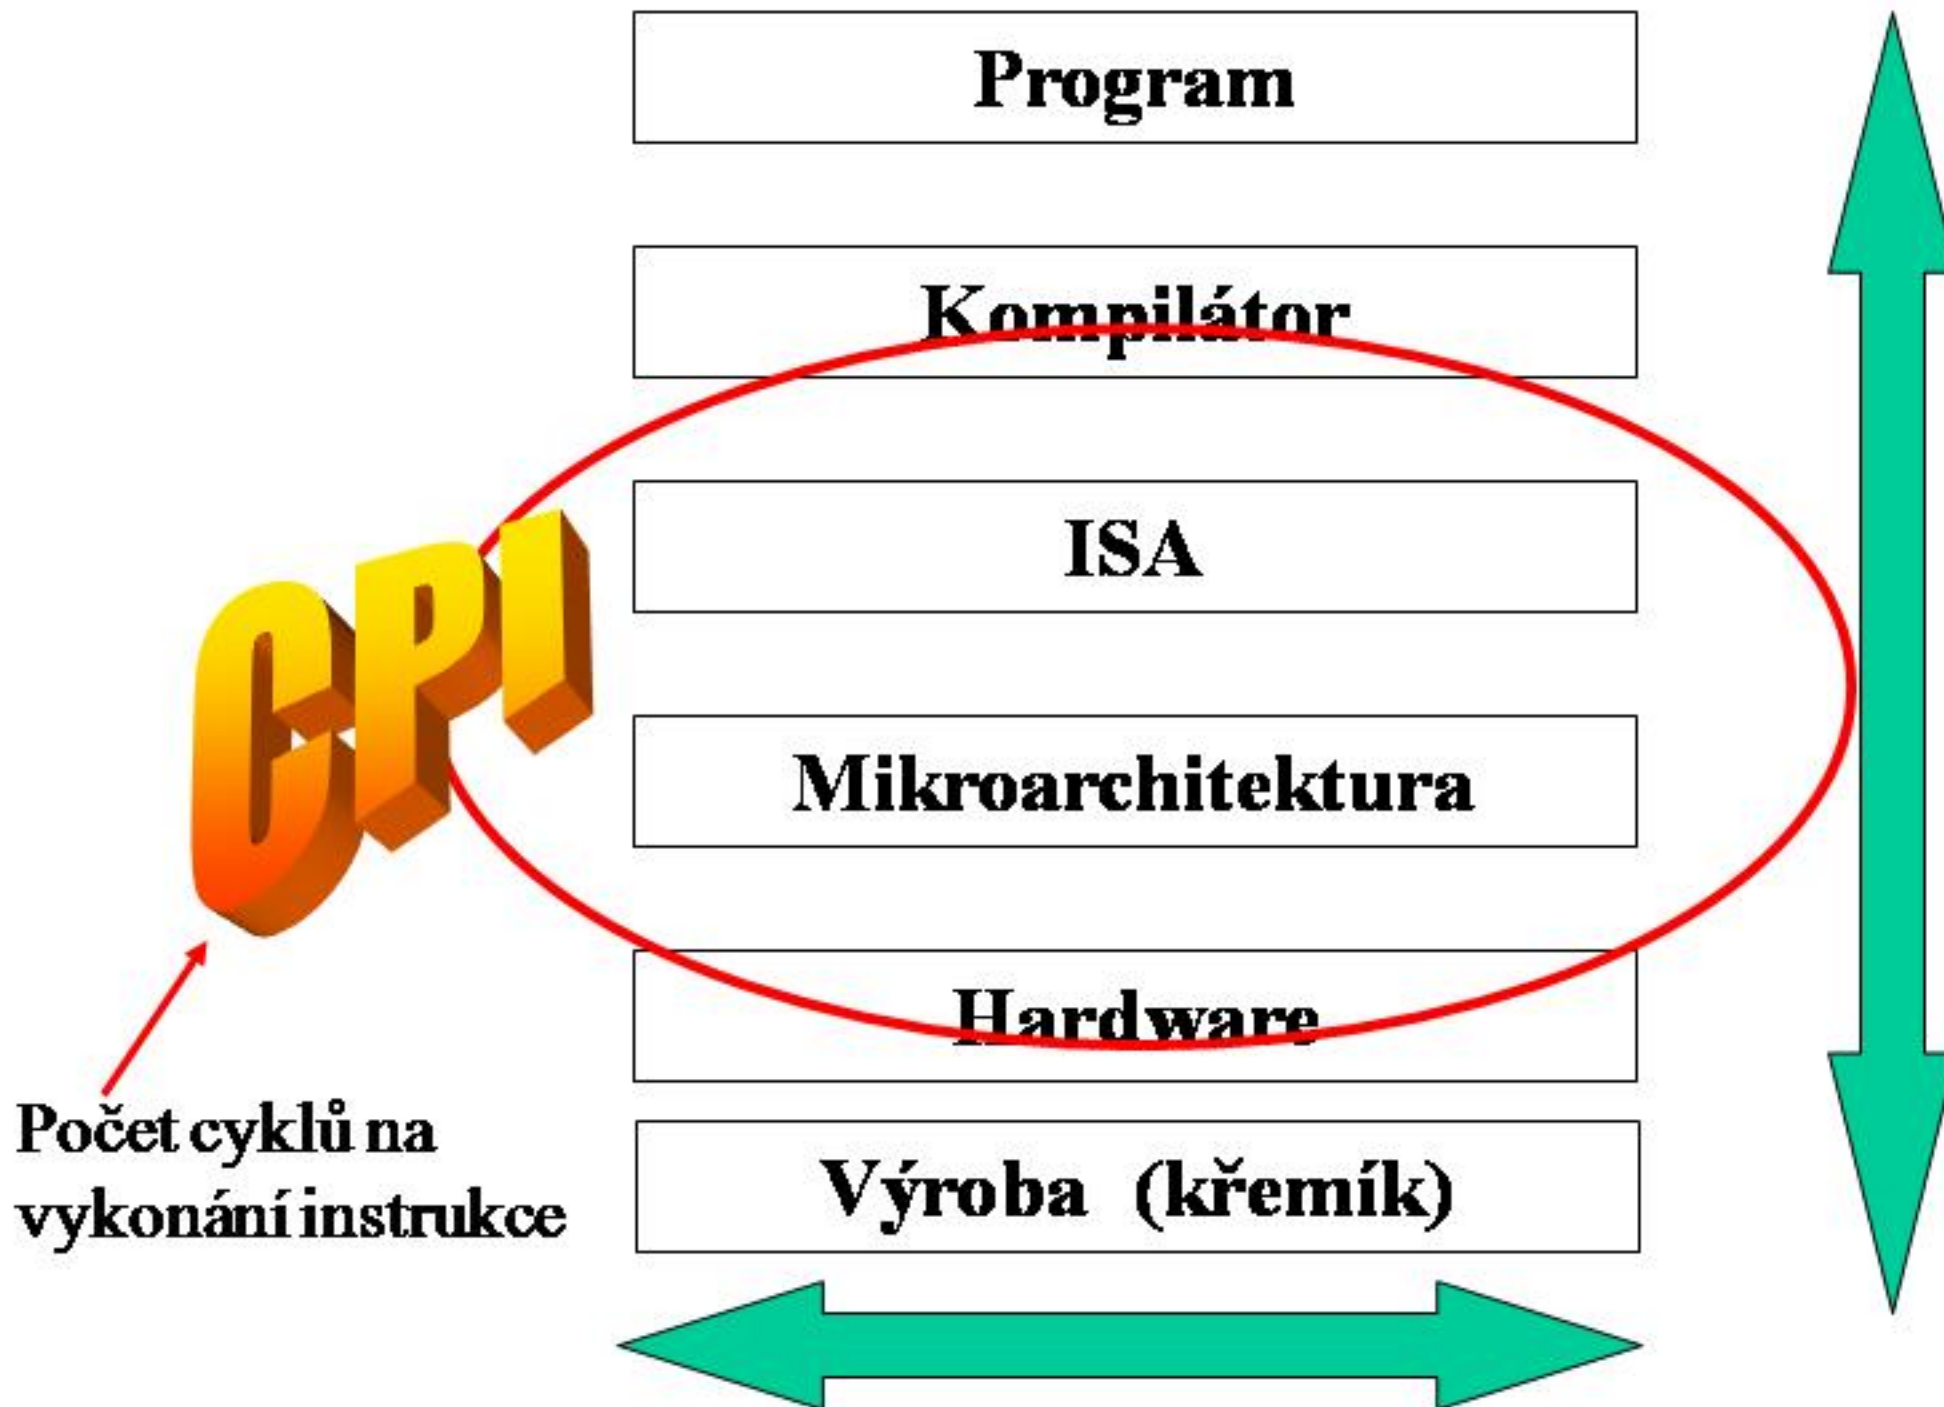 Program
Kompilátor
ISA
CPI
Mikroarchitektura
Hardware
Počet cyklů na
vykonání instrukce
Výroba (křemík)